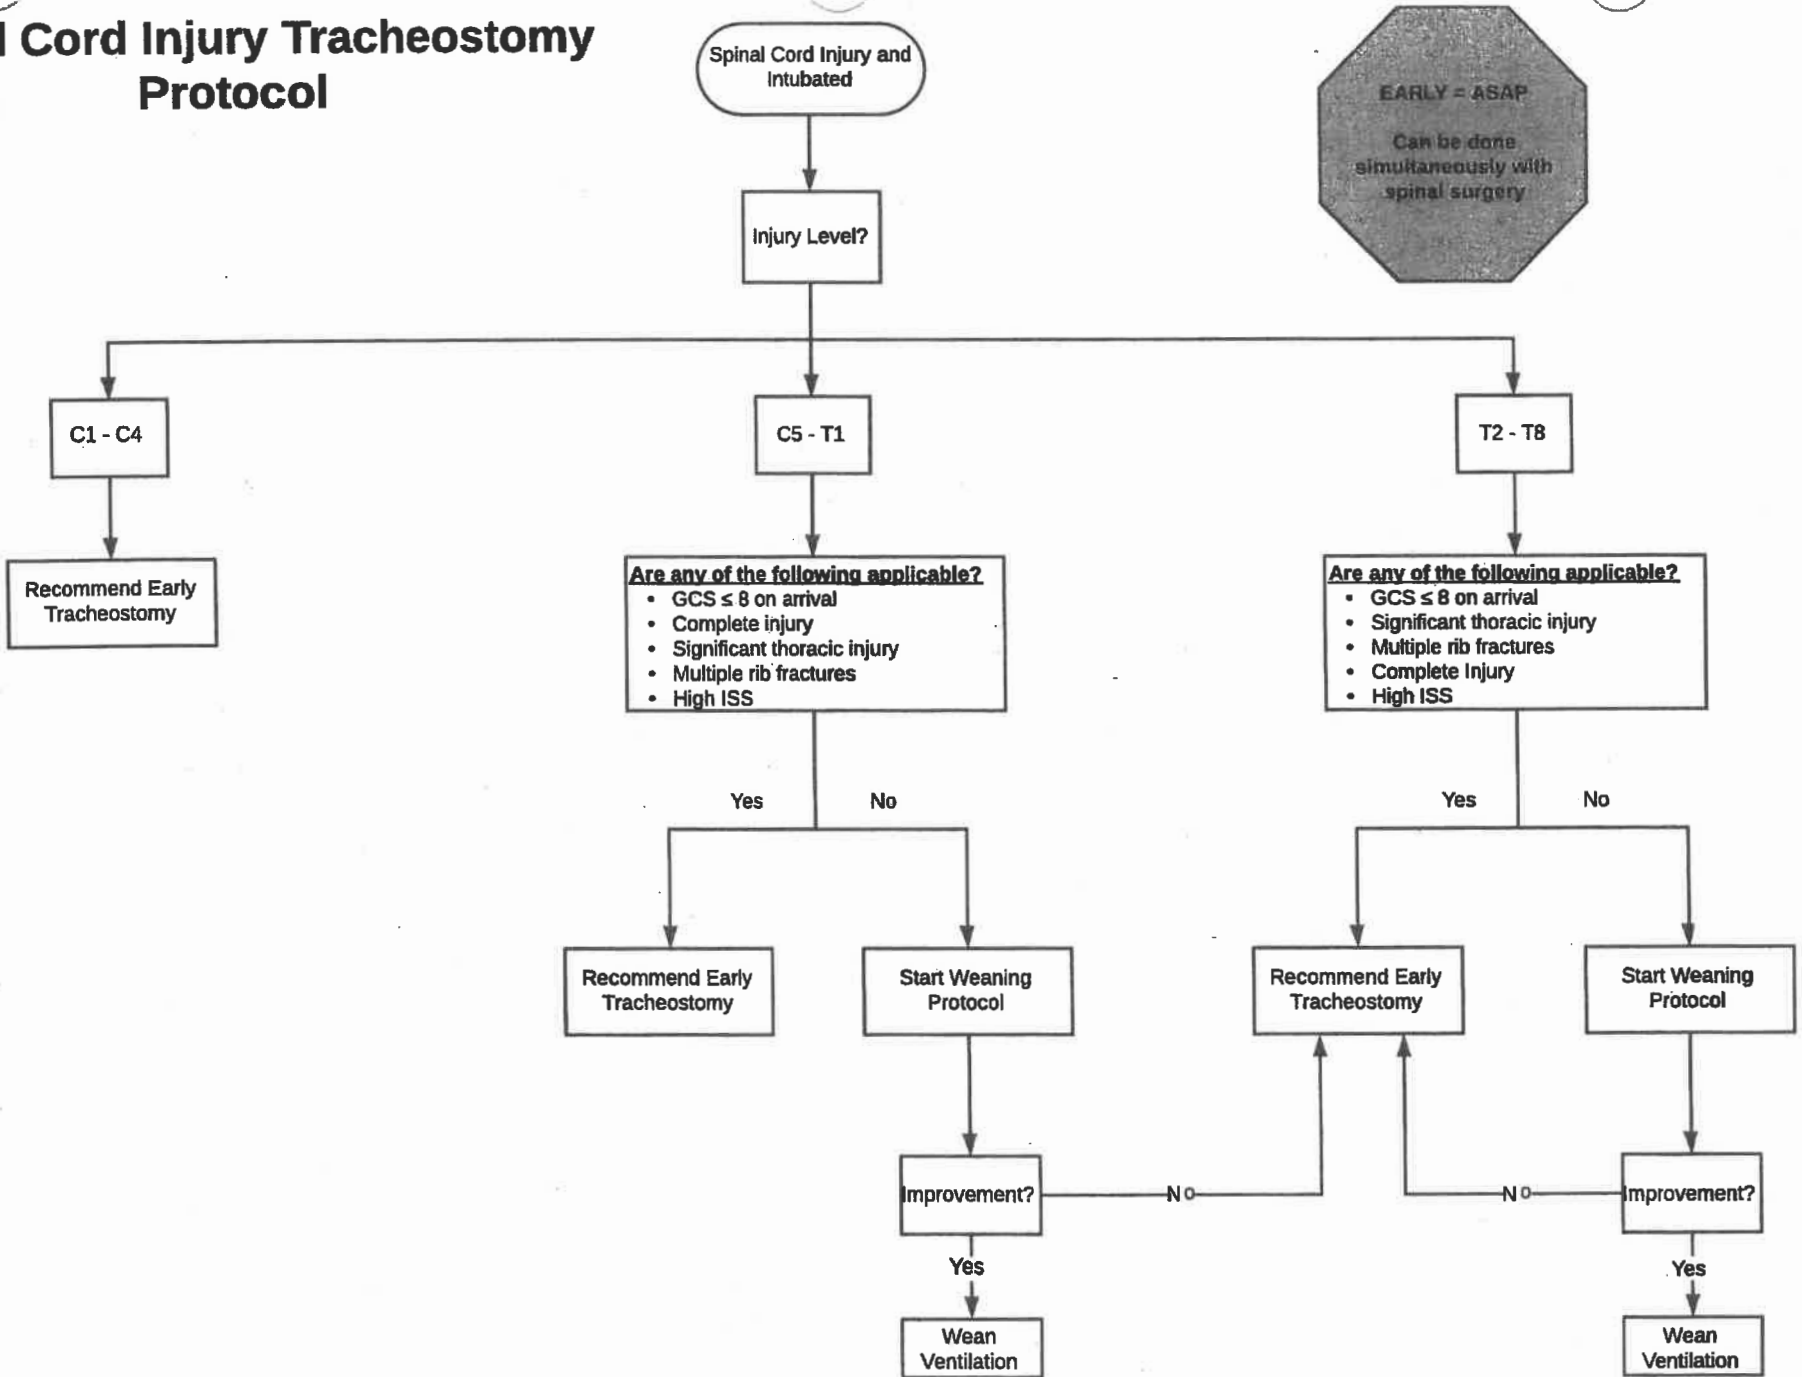 l Cord Injury Tracheostomy
Protocol
Spinal Cord Injury and
Intubated
EARLY = ASAP
Can be done
simultaneously with
spinal surgery
Injury Level?
C1 - C4
C5 - T1
T2 - T8
Recommend Early
Tracheostomy
Are any of the following applicable?
• GCS ≤ 8 on arrival
• Complete injury
• Significant thoracic injury
• Multiple rib fractures
• High ISS
Are any of the following applicable?
• GCS ≤ 8 on arrival
• Significant thoracic injury
• Multiple rib fractures
• Complete Injury
• High ISS
Yes
No
Yes
No
Recommend Early
Tracheostomy
Start Weaning
Protocol
Recommend Early
Tracheostomy
Start Weaning
Protocol
Improvement?
No
No
Improvement?
Yes
Yes
Wean
Ventilation
Wean
Ventilation